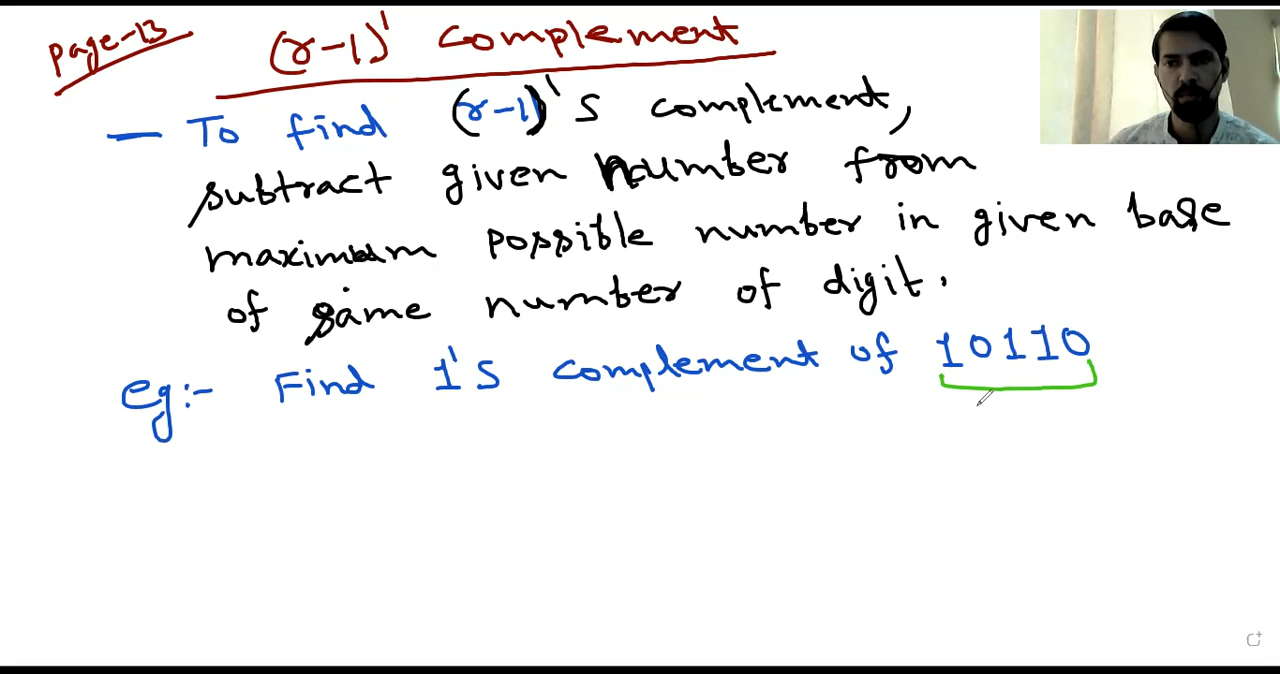 Page-13
(r-1)' complement
— To find (r-1)'s complement,
subtract given Number from
maximum possible number in given base
of same number of digit.
eg:- Find 1's complement of 10110